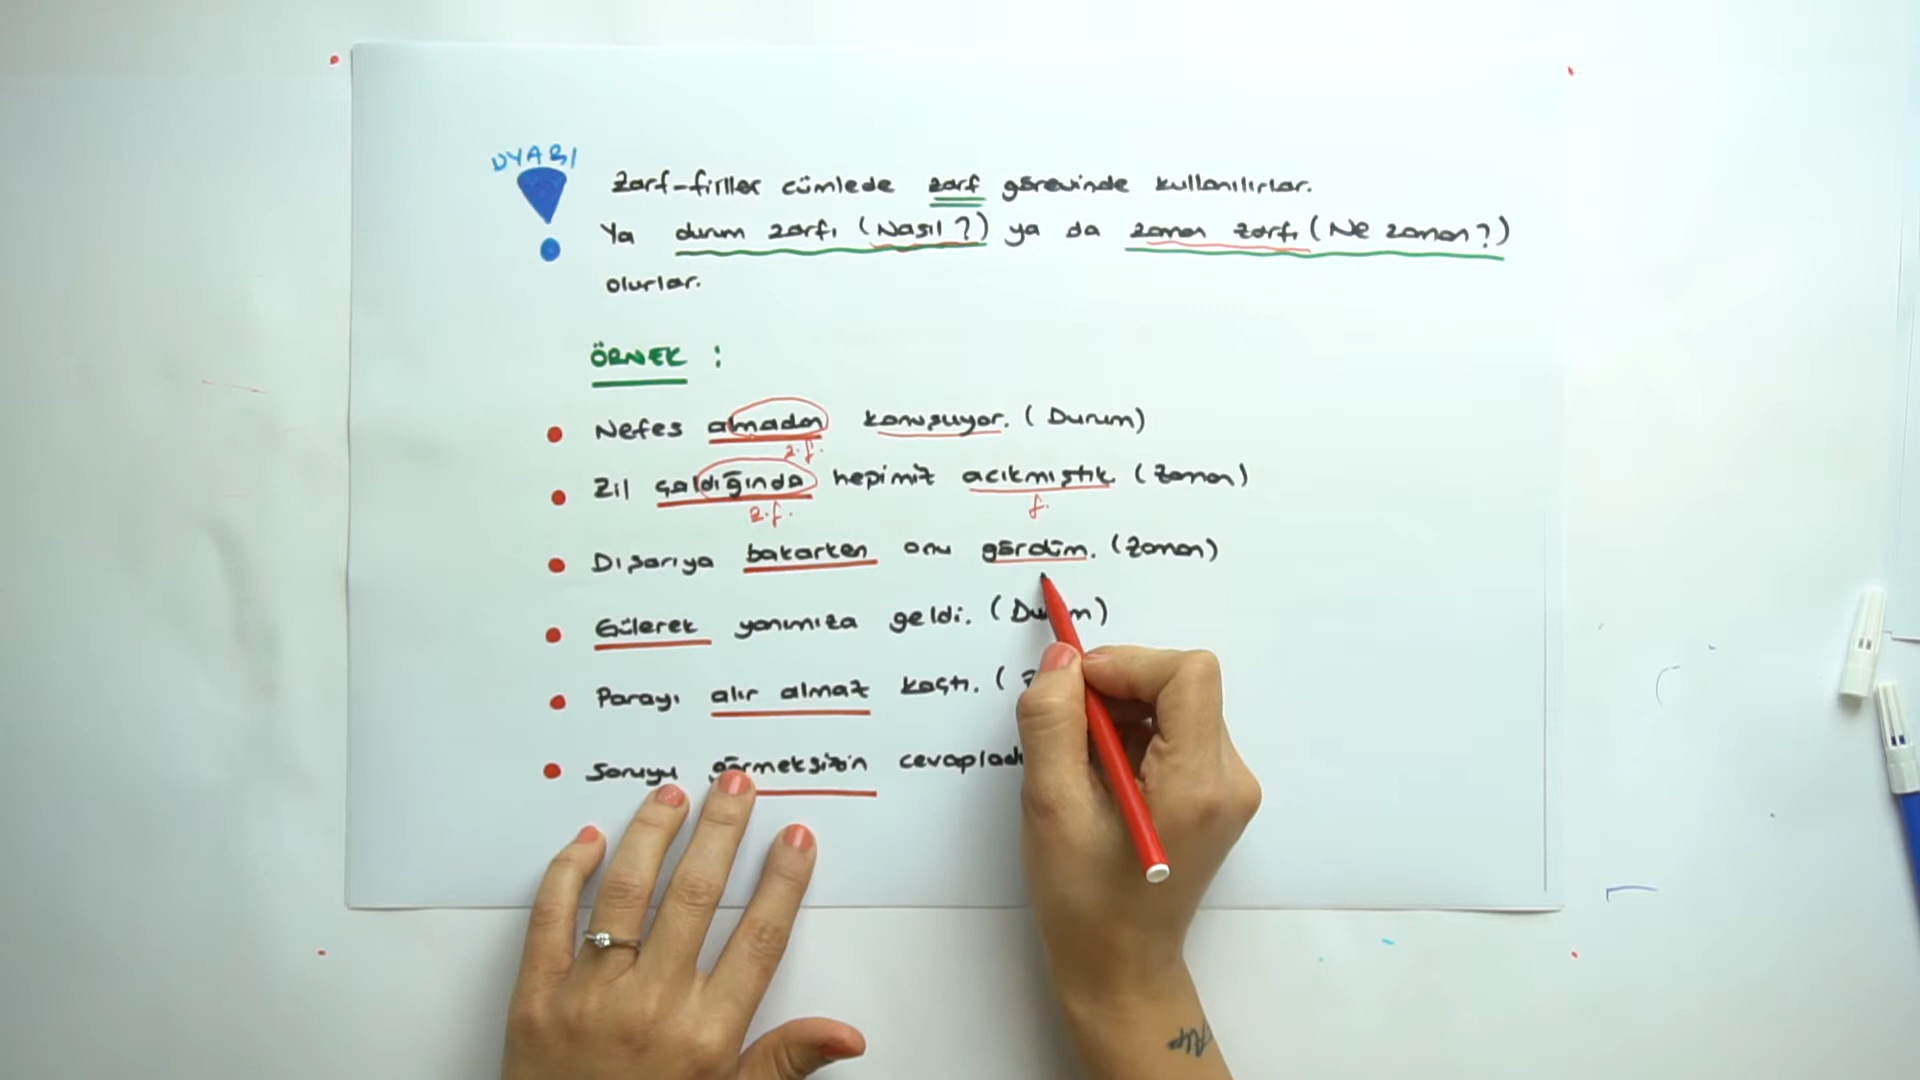 UYARI
Zarf-fiiller cümlede zarf görevinde kullanılırlar.
Ya durum zarfı (Nasıl?) ya da zaman zarfı (Ne zaman?)
olurlar.
ÖRNEK :
Nefes almadan konuşuyor. (Durum)
z.f.
Zil çaldığında hepimiz acıkmıştık (Zaman)
z.f. f.
Dışarıya bakarken onu gördüm. (Zaman)
Gülerek yanımıza geldi. (Durum)
Parayı alır almaz kaçtı. (
Soruyu görmeksizin